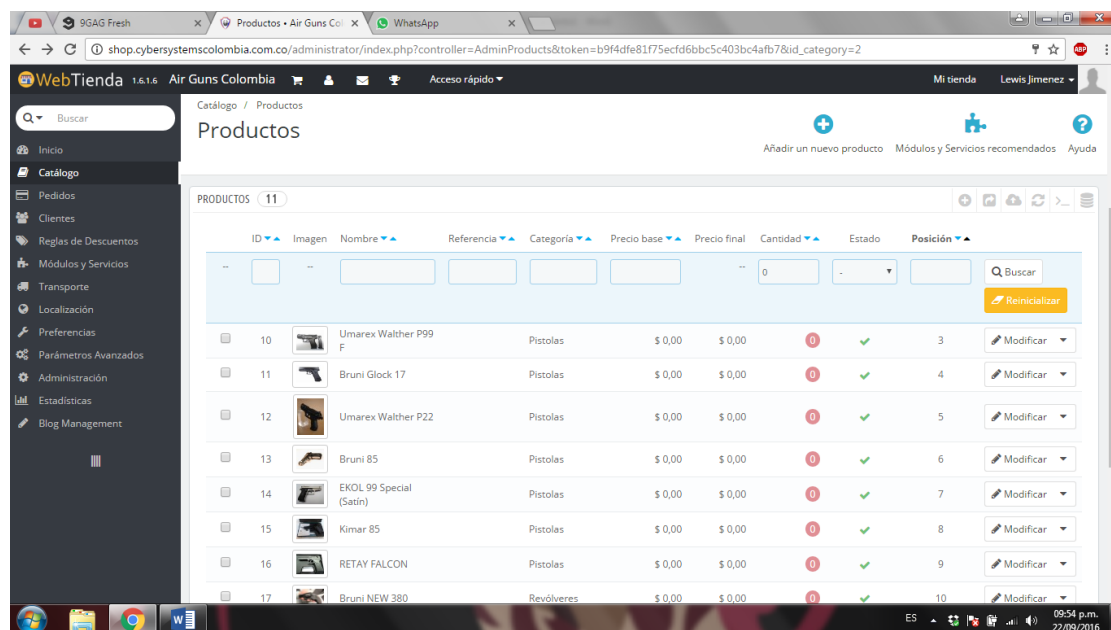 9GAG Fresh
Productos • Air Guns Col
WhatsApp
shop.cybersystemscolombia.com.co/administrator/index.php?controller=AdminProducts&token=b9f4dfe81f75ecfd6bbc5c403bc4afb7&id_category=2
ABP
WebTienda 1.6.1.6 Air Guns Colombia Acceso rápido Mi tienda Lewis Jimenez
Buscar
Inicio
Catálogo
Pedidos
Clientes
Reglas de Descuentos
Módulos y Servicios
Transporte
Localización
Preferencias
Parámetros Avanzados
Administración
Estadísticas
Blog Management
Catálogo / Productos
Productos
Añadir un nuevo producto Módulos y Servicios recomendados Ayuda
PRODUCTOS 11
ID Imagen Nombre Referencia Categoría Precio base Precio final Cantidad Estado Posición
-- -- -- 0 - Buscar
Reinicializar
10 Umarex Walther P99 F Pistolas $ 0,00 $ 0,00 0 3 Modificar
11 Bruni Glock 17 Pistolas $ 0,00 $ 0,00 0 4 Modificar
12 Umarex Walther P22 Pistolas $ 0,00 $ 0,00 0 5 Modificar
13 Bruni 85 Pistolas $ 0,00 $ 0,00 0 6 Modificar
14 EKOL 99 Special (Satín) Pistolas $ 0,00 $ 0,00 0 7 Modificar
15 Kimar 85 Pistolas $ 0,00 $ 0,00 0 8 Modificar
16 RETAY FALCON Pistolas $ 0,00 $ 0,00 0 9 Modificar
17 Bruni NEW 380 Revólveres $ 0,00 $ 0,00 0 10 Modificar
ES 09:54 p.m.
22/09/2016